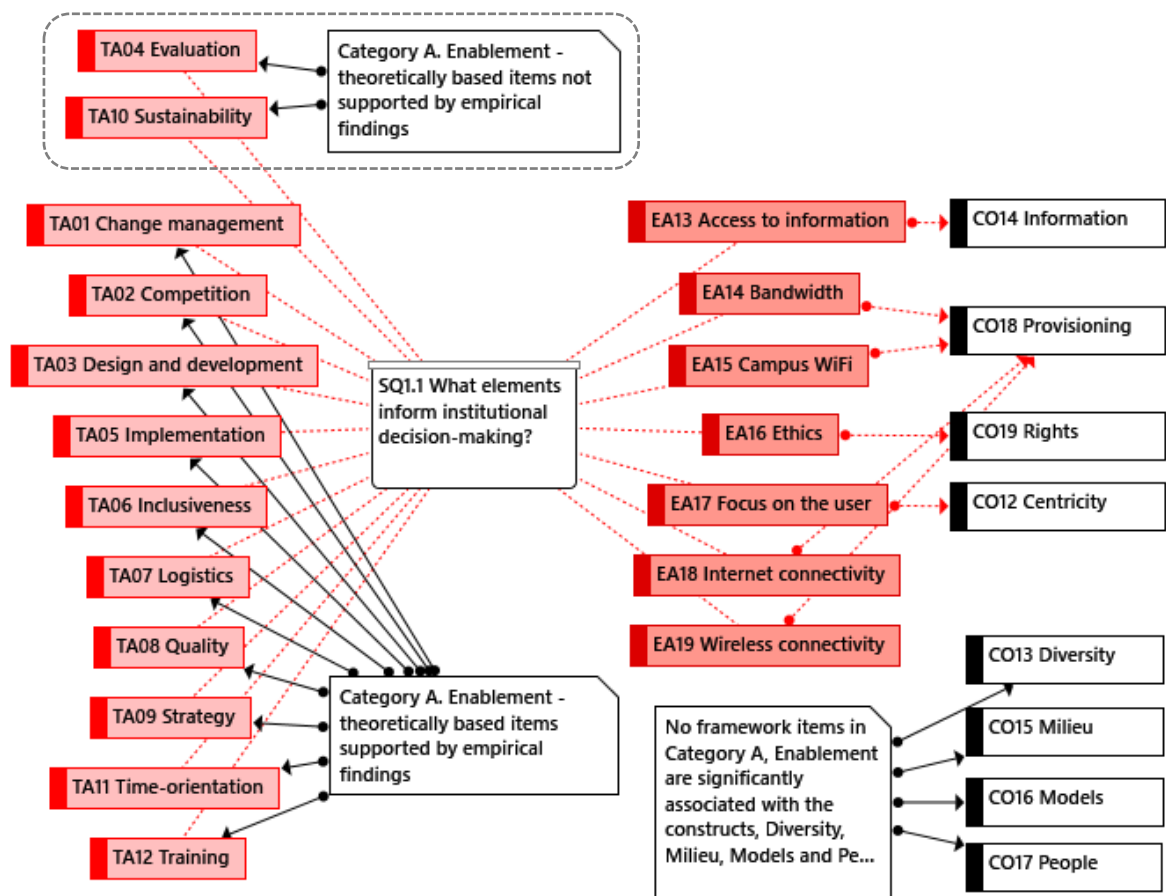 TA04 Evaluation
TA10 Sustainability
Category A. Enablement -
theoretically based items not
supported by empirical
findings
TA01 Change management
TA02 Competition
TA03 Design and development
TA05 Implementation
TA06 Inclusiveness
TA07 Logistics
TA08 Quality
TA09 Strategy
TA11 Time-orientation
TA12 Training
SQ1.1 What elements
inform institutional
decision-making?
Category A. Enablement -
theoretically based items
supported by empirical
findings
EA13 Access to information
EA14 Bandwidth
EA15 Campus WiFi
EA16 Ethics
EA17 Focus on the user
EA18 Internet connectivity
EA19 Wireless connectivity
CO14 Information
CO18 Provisioning
CO19 Rights
CO12 Centricity
No framework items in
Category A, Enablement
are significantly
associated with the
constructs, Diversity,
Milieu, Models and Pe...
CO13 Diversity
CO15 Milieu
CO16 Models
CO17 People